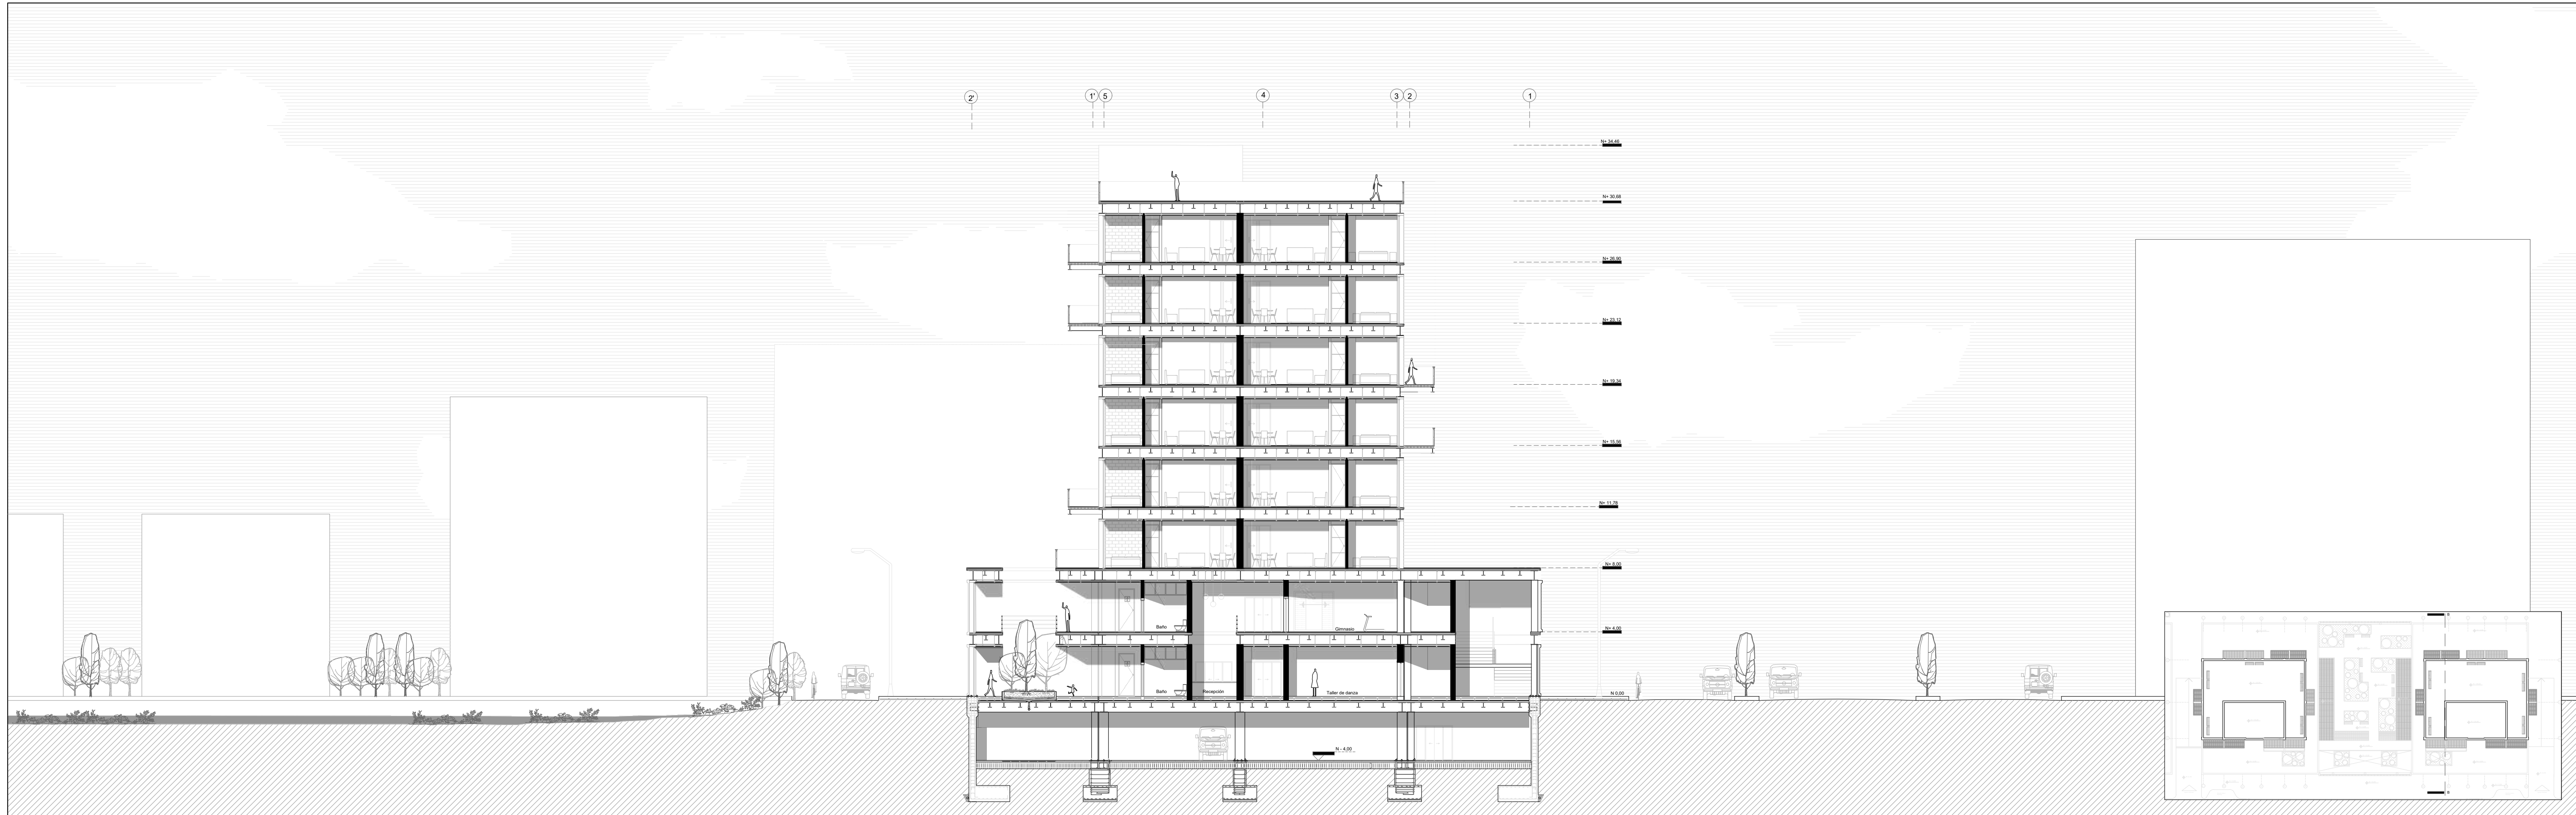 2' 1' 5 4 3 2 1
N+ 34,46
N+ 30,68
N+ 26,90
N+ 23,12
N+ 19,34
N+ 15,56
N+ 11,78
N+ 8,00
Baño
Gimnasio
N+ 4,00
Baño
Recepción
Taller de danza
N 0,00
N - 4,00